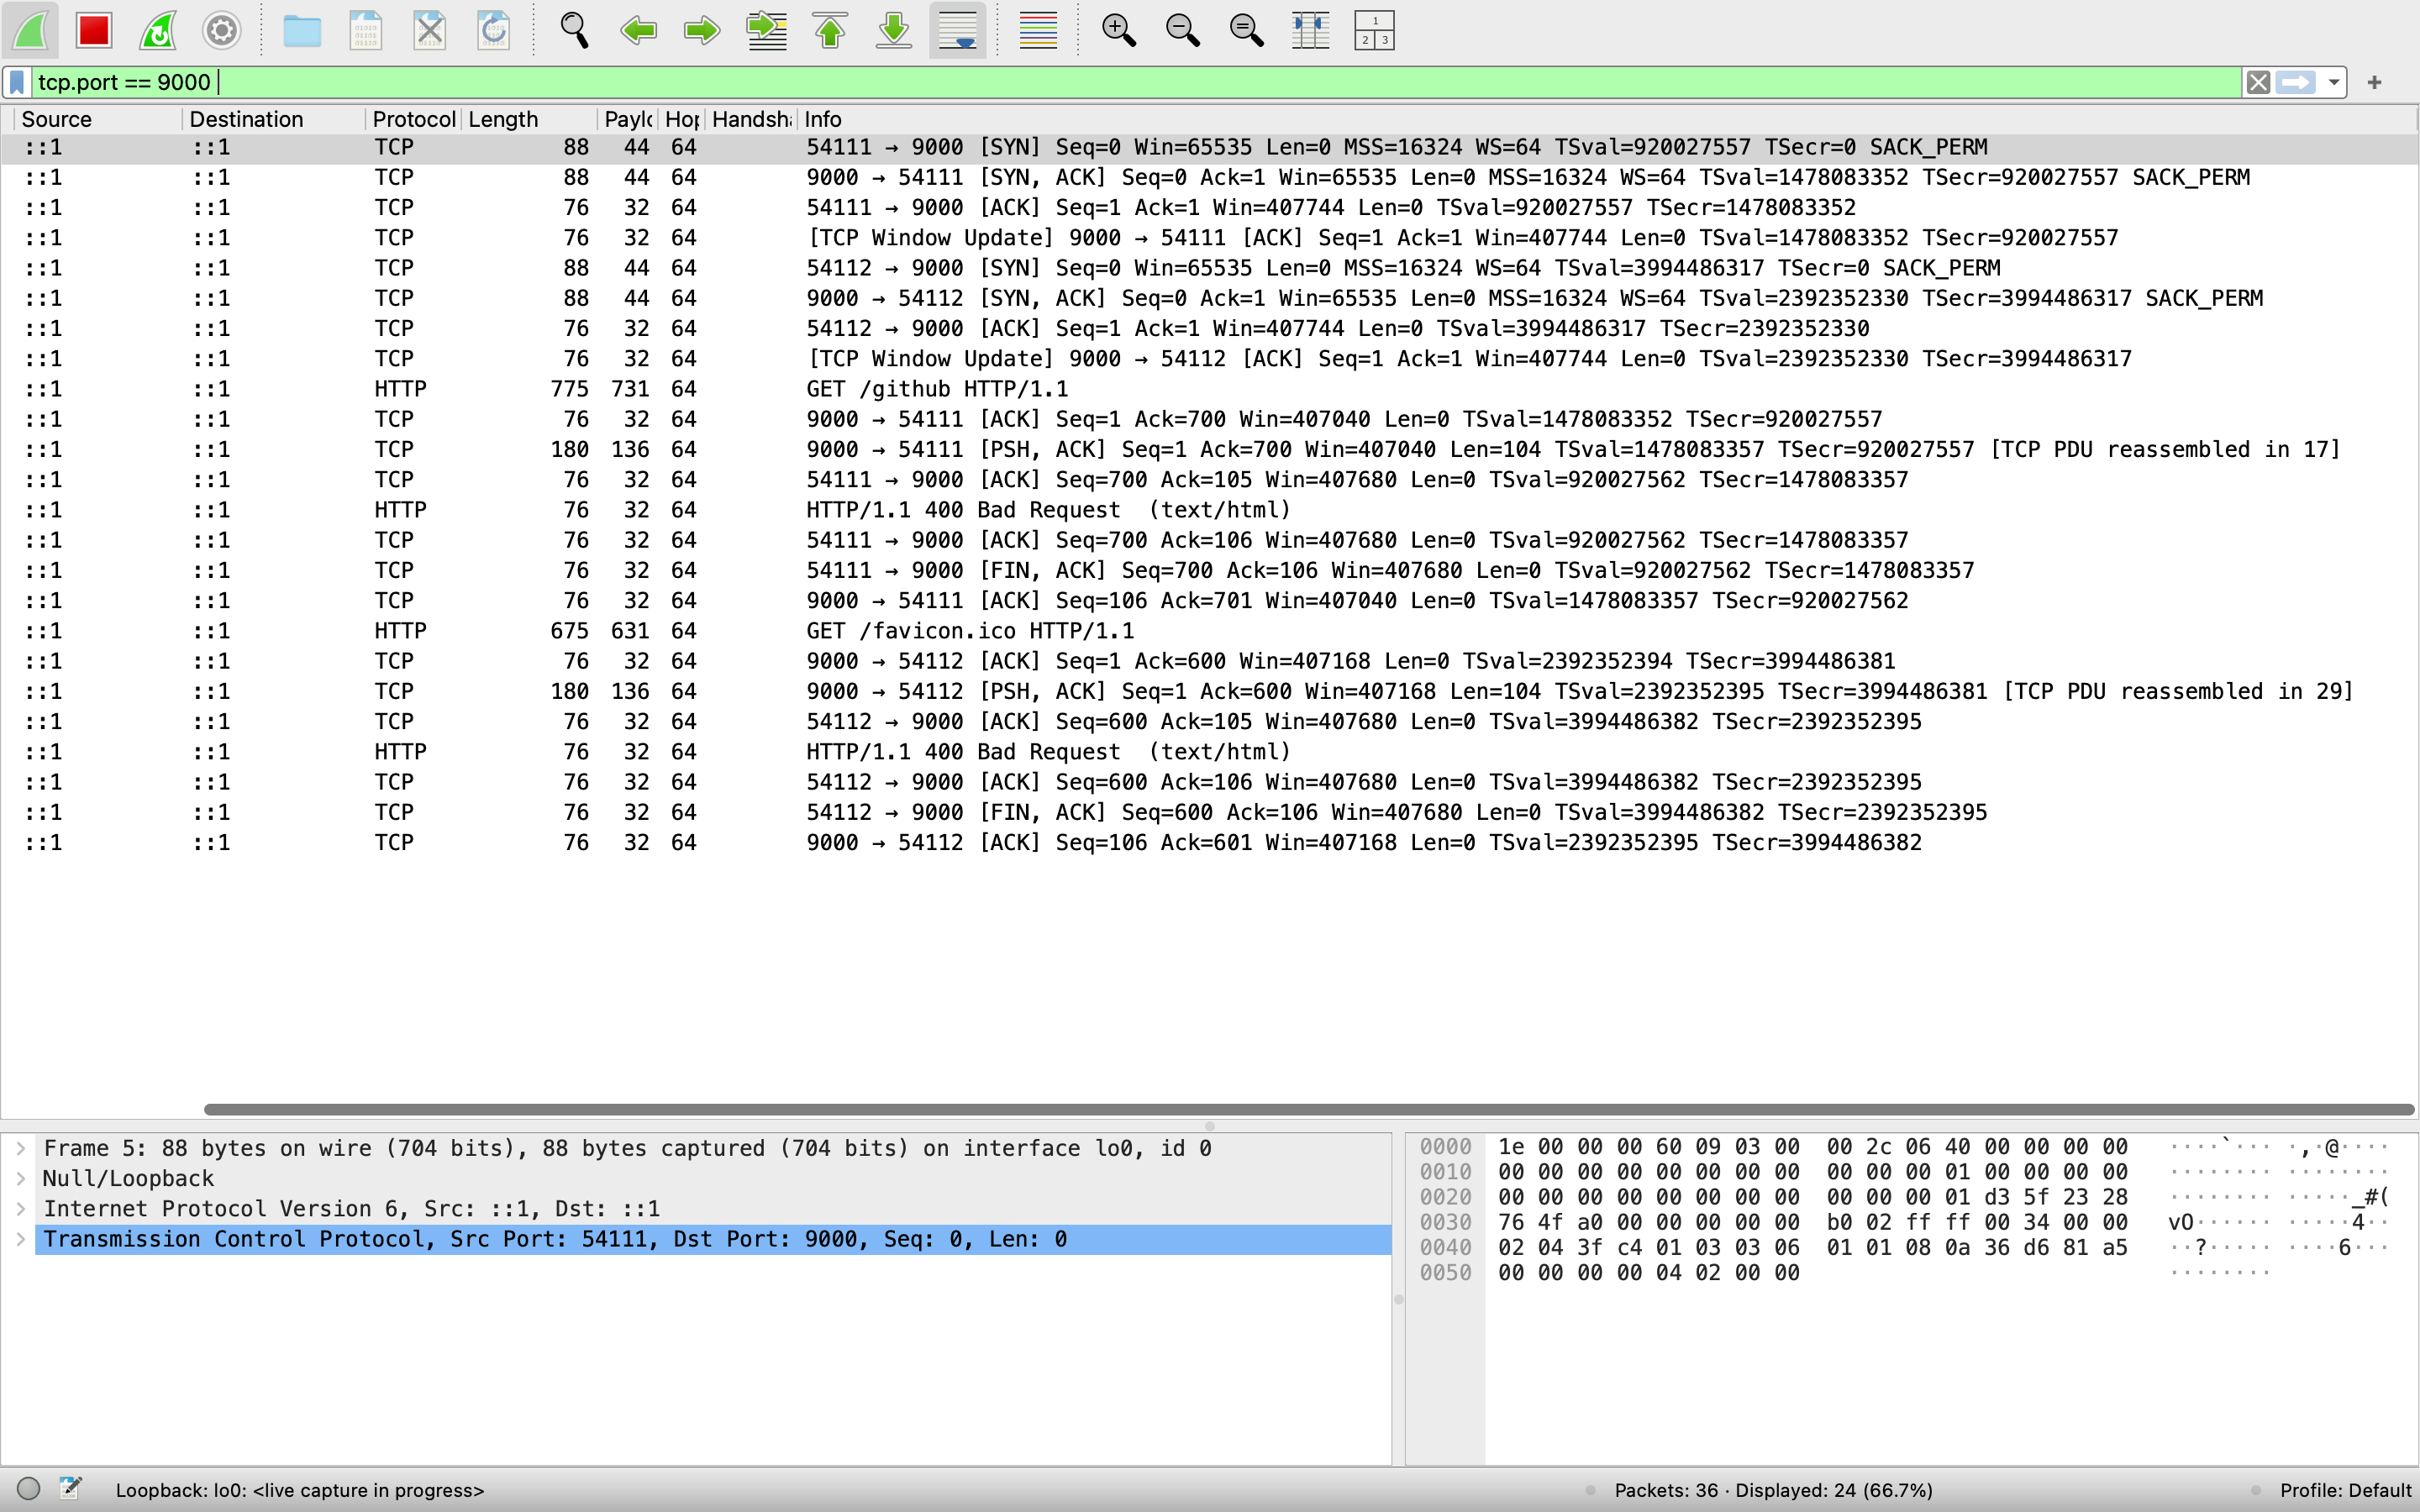 tcp.port == 9000
Source Destination Protocol Length Paylo Hop Handsh Info
::1 ::1 TCP 88 44 64 54111 → 9000 [SYN] Seq=0 Win=65535 Len=0 MSS=16324 WS=64 TSval=920027557 TSecr=0 SACK_PERM
::1 ::1 TCP 88 44 64 9000 → 54111 [SYN, ACK] Seq=0 Ack=1 Win=65535 Len=0 MSS=16324 WS=64 TSval=1478083352 TSecr=920027557 SACK_PERM
::1 ::1 TCP 76 32 64 54111 → 9000 [ACK] Seq=1 Ack=1 Win=407744 Len=0 TSval=920027557 TSecr=1478083352
::1 ::1 TCP 76 32 64 [TCP Window Update] 9000 → 54111 [ACK] Seq=1 Ack=1 Win=407744 Len=0 TSval=1478083352 TSecr=920027557
::1 ::1 TCP 88 44 64 54112 → 9000 [SYN] Seq=0 Win=65535 Len=0 MSS=16324 WS=64 TSval=3994486317 TSecr=0 SACK_PERM
::1 ::1 TCP 88 44 64 9000 → 54112 [SYN, ACK] Seq=0 Ack=1 Win=65535 Len=0 MSS=16324 WS=64 TSval=2392352330 TSecr=3994486317 SACK_PERM
::1 ::1 TCP 76 32 64 54112 → 9000 [ACK] Seq=1 Ack=1 Win=407744 Len=0 TSval=3994486317 TSecr=2392352330
::1 ::1 TCP 76 32 64 [TCP Window Update] 9000 → 54112 [ACK] Seq=1 Ack=1 Win=407744 Len=0 TSval=2392352330 TSecr=3994486317
::1 ::1 HTTP 775 731 64 GET /github HTTP/1.1
::1 ::1 TCP 76 32 64 9000 → 54111 [ACK] Seq=1 Ack=700 Win=407040 Len=0 TSval=1478083352 TSecr=920027557
::1 ::1 TCP 180 136 64 9000 → 54111 [PSH, ACK] Seq=1 Ack=700 Win=407040 Len=104 TSval=1478083357 TSecr=920027557 [TCP PDU reassembled in 17]
::1 ::1 TCP 76 32 64 54111 → 9000 [ACK] Seq=700 Ack=105 Win=407680 Len=0 TSval=920027562 TSecr=1478083357
::1 ::1 HTTP 76 32 64 HTTP/1.1 400 Bad Request (text/html)
::1 ::1 TCP 76 32 64 54111 → 9000 [ACK] Seq=700 Ack=106 Win=407680 Len=0 TSval=920027562 TSecr=1478083357
::1 ::1 TCP 76 32 64 54111 → 9000 [FIN, ACK] Seq=700 Ack=106 Win=407680 Len=0 TSval=920027562 TSecr=1478083357
::1 ::1 TCP 76 32 64 9000 → 54111 [ACK] Seq=106 Ack=701 Win=407040 Len=0 TSval=1478083357 TSecr=920027562
::1 ::1 HTTP 675 631 64 GET /favicon.ico HTTP/1.1
::1 ::1 TCP 76 32 64 9000 → 54112 [ACK] Seq=1 Ack=600 Win=407168 Len=0 TSval=2392352394 TSecr=3994486381
::1 ::1 TCP 180 136 64 9000 → 54112 [PSH, ACK] Seq=1 Ack=600 Win=407168 Len=104 TSval=2392352395 TSecr=3994486381 [TCP PDU reassembled in 29]
::1 ::1 TCP 76 32 64 54112 → 9000 [ACK] Seq=600 Ack=105 Win=407680 Len=0 TSval=3994486382 TSecr=2392352395
::1 ::1 HTTP 76 32 64 HTTP/1.1 400 Bad Request (text/html)
::1 ::1 TCP 76 32 64 54112 → 9000 [ACK] Seq=600 Ack=106 Win=407680 Len=0 TSval=3994486382 TSecr=2392352395
::1 ::1 TCP 76 32 64 54112 → 9000 [FIN, ACK] Seq=600 Ack=106 Win=407680 Len=0 TSval=3994486382 TSecr=2392352395
::1 ::1 TCP 76 32 64 9000 → 54112 [ACK] Seq=106 Ack=601 Win=407168 Len=0 TSval=2392352395 TSecr=3994486382
Frame 5: 88 bytes on wire (704 bits), 88 bytes captured (704 bits) on interface lo0, id 0
Null/Loopback
Internet Protocol Version 6, Src: ::1, Dst: ::1
Transmission Control Protocol, Src Port: 54111, Dst Port: 9000, Seq: 0, Len: 0
0000 1e 00 00 00 60 09 03 00 00 2c 06 40 00 00 00 00 ····`··· ·,·@····
0010 00 00 00 00 00 00 00 00 00 00 00 01 00 00 00 00 ········ ········
0020 00 00 00 00 00 00 00 00 00 00 00 01 d3 5f 23 28 ········ ·····_#(
0030 76 4f a0 00 00 00 00 00 b0 02 ff ff 00 34 00 00 vO······ ·····4··
0040 02 04 3f c4 01 03 03 06 01 01 08 0a 36 d6 81 a5 ··?····· ····6···
0050 00 00 00 00 04 02 00 00 ········
Loopback: lo0: <live capture in progress> Packets: 36 · Displayed: 24 (66.7%) Profile: Default